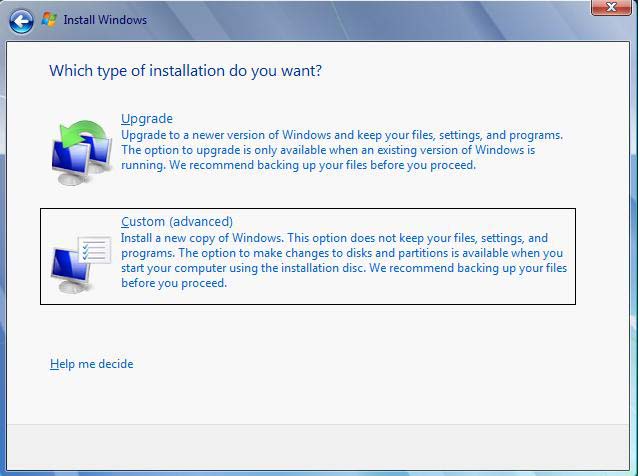 Install Windows
Which type of installation do you want?
Upgrade
Upgrade to a newer version of Windows and keep your files, settings, and programs.
The option to upgrade is only available when an existing version of Windows is
running. We recommend backing up your files before you proceed.
Custom (advanced)
Install a new copy of Windows. This option does not keep your files, settings, and
programs. The option to make changes to disks and partitions is available when you
start your computer using the installation disc. We recommend backing up your files
before you proceed.
Help me decide